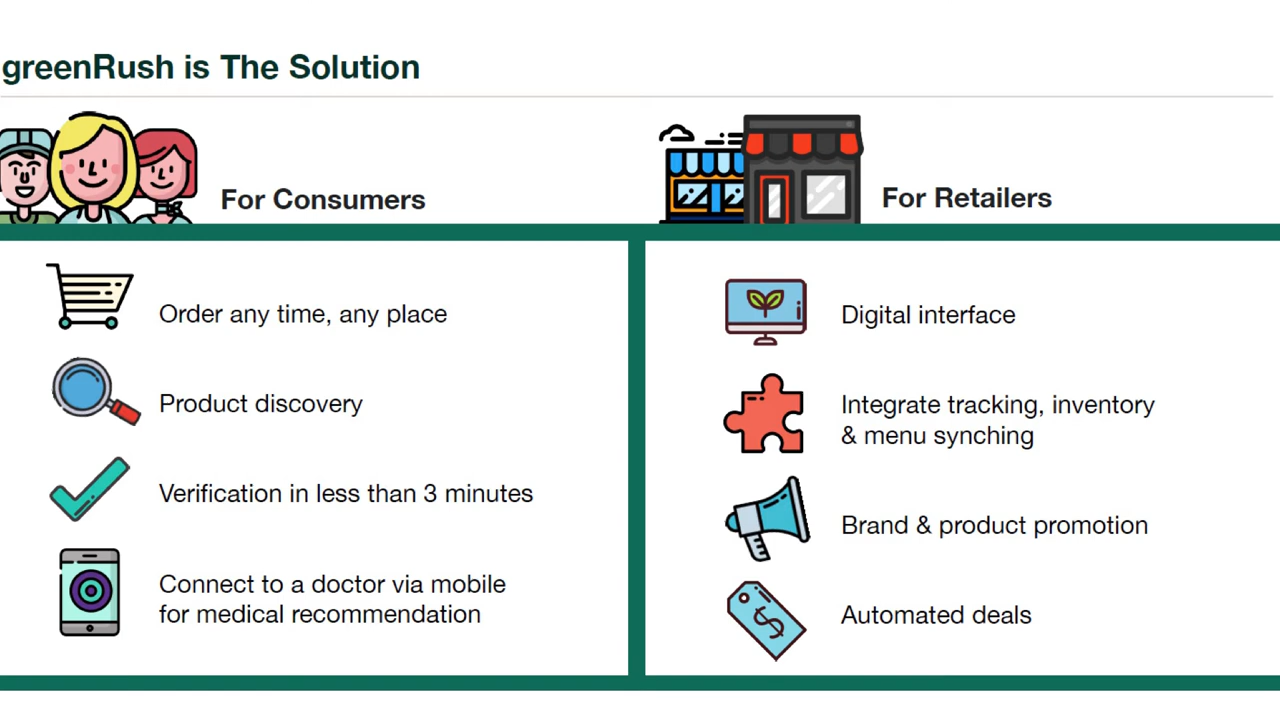 greenRush is The Solution
For Consumers
Order any time, any place
Product discovery
Verification in less than 3 minutes
Connect to a doctor via mobile
for medical recommendation
For Retailers
Digital interface
Integrate tracking, inventory
& menu synching
Brand & product promotion
Automated deals
$